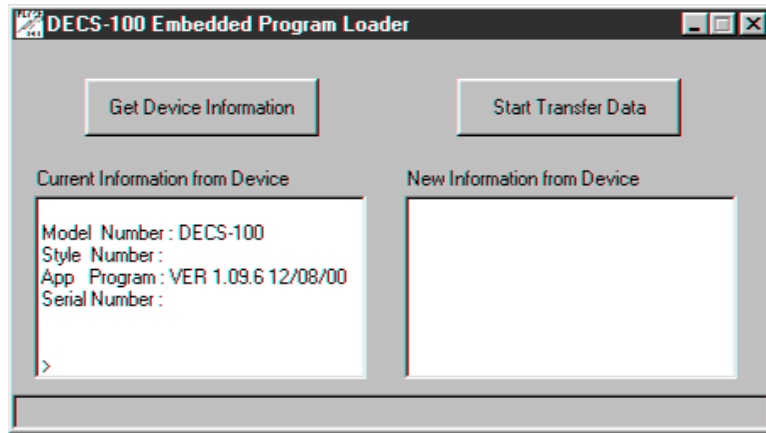 DECS-100 Embedded Program Loader
Get Device Information
Start Transfer Data
Current Information from Device
New Information from Device
Model Number : DECS-100
Style Number :
App Program : VER 1.09.6 12/08/00
Serial Number :
>